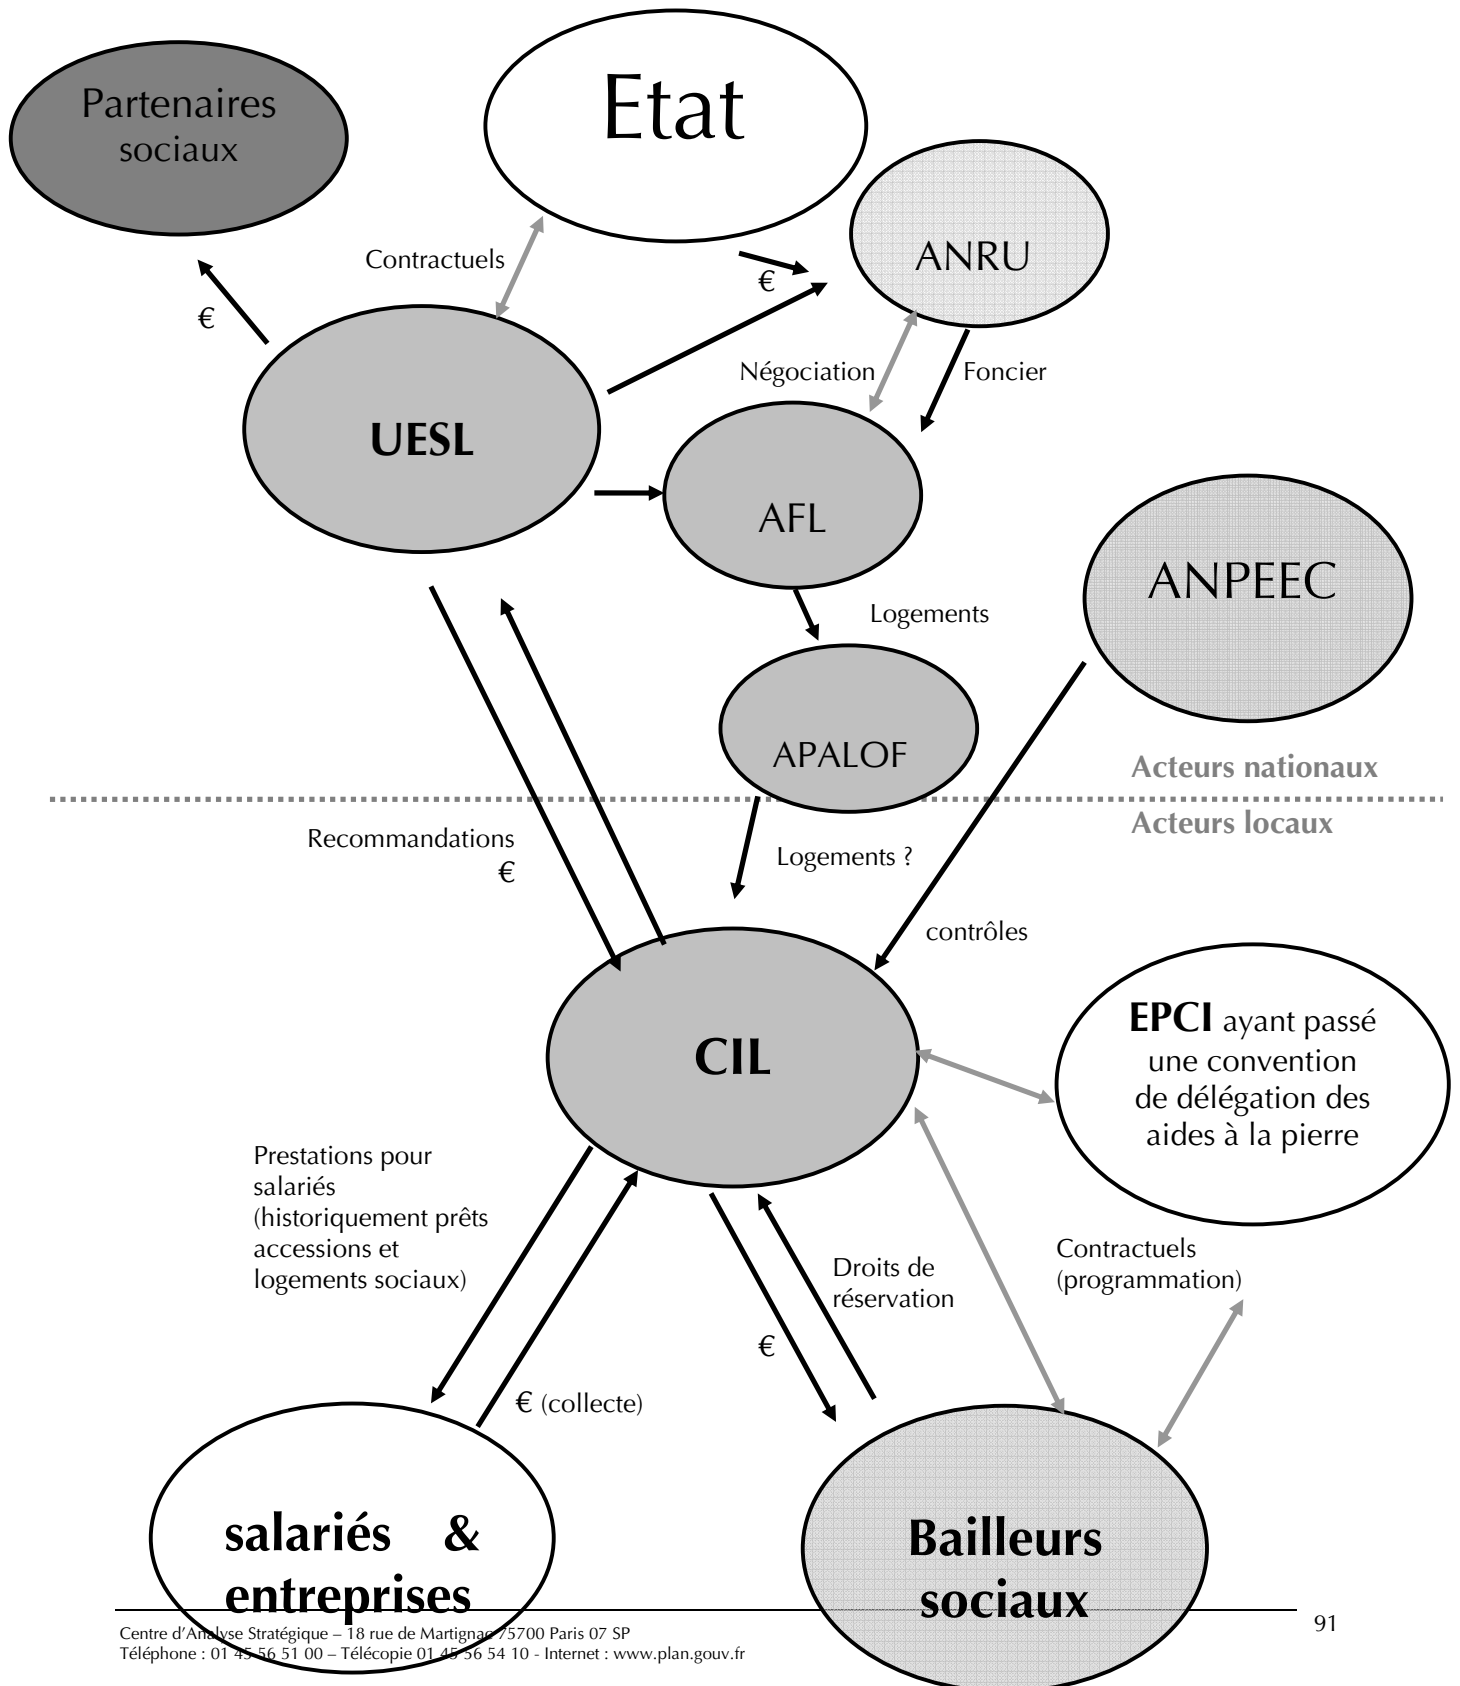 Partenaires
sociaux
Etat
ANRU
Contractuels
€
€
Négociation
Foncier
UESL
AFL
ANPEEC
Logements
APALOF
Acteurs nationaux
Acteurs locaux
Recommandations
€
Logements ?
contrôles
CIL
EPCI ayant passé
une convention
de délégation des
aides à la pierre
Prestations pour
salariés
(historiquement prêts
accessions et
logements sociaux)
Droits de
réservation
Contractuels
(programmation)
€
€ (collecte)
salariés &
entreprises
Bailleurs
sociaux
Centre d'Analyse Stratégique – 18 rue de Martignac 75700 Paris 07 SP
Téléphone : 01 45 56 51 00 – Télécopie 01 45 56 54 10 - Internet : www.plan.gouv.fr
91